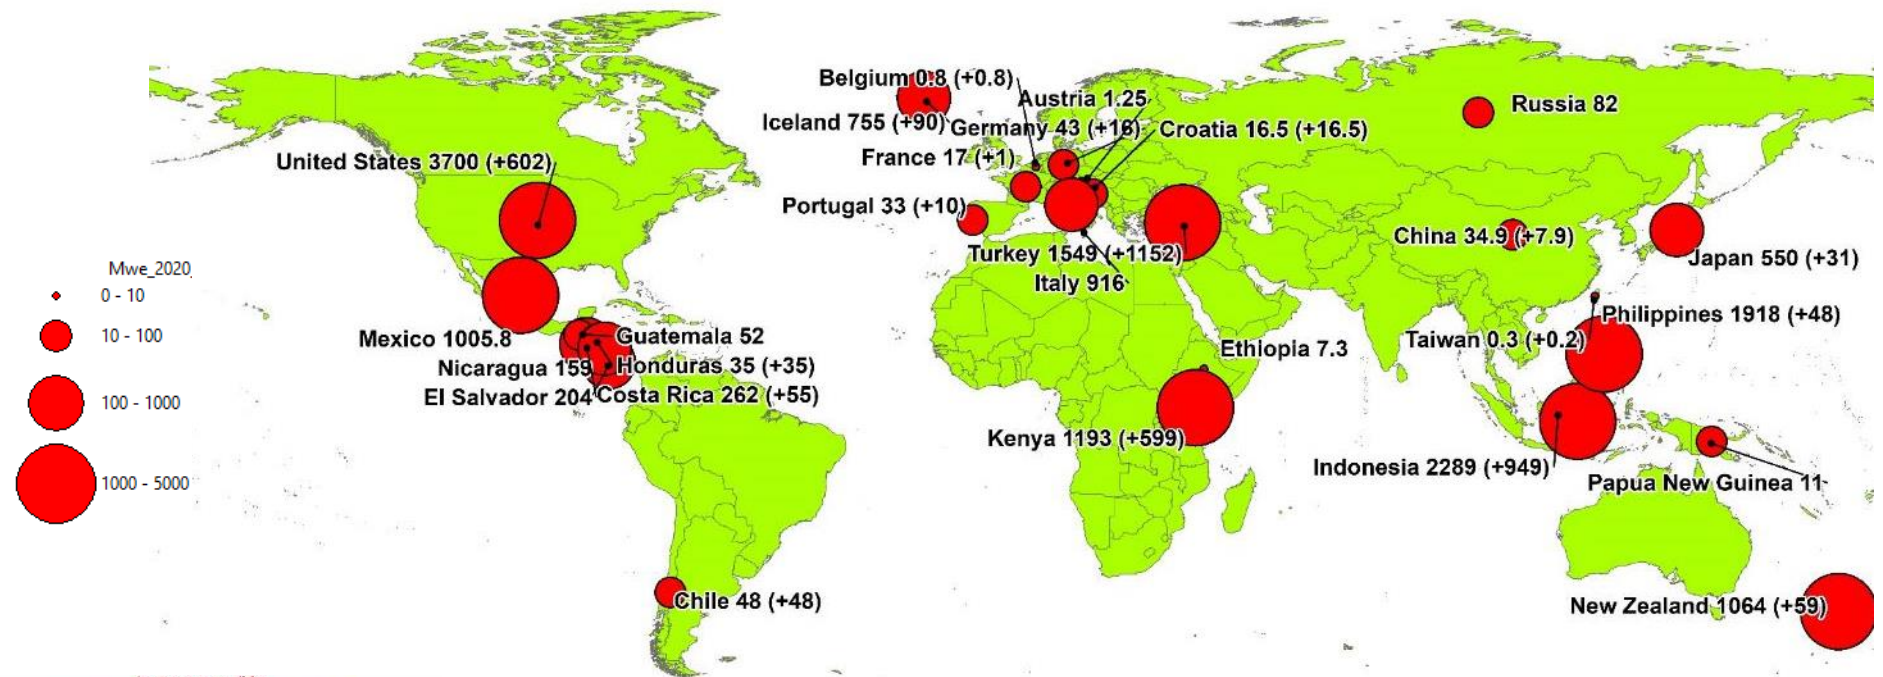 Belgium 0.8 (+0.8)
Austria 1.25
Russia 82
Iceland 755 (+90)
Germany 43 (+16)
Croatia 16.5 (+16.5)
France 17 (+1)
United States 3700 (+602)
Portugal 33 (+10)
China 34.9 (+7.9)
Turkey 1549 (+1152)
Japan 550 (+31)
Italy 916
Mwe_2020
0 - 10
10 - 100
100 - 1000
1000 - 5000
Philippines 1918 (+48)
Mexico 1005.8
Guatemala 52
Taiwan 0.3 (+0.2)
Ethiopia 7.3
Nicaragua 159
Honduras 35 (+35)
El Salvador 204
Costa Rica 262 (+55)
Kenya 1193 (+599)
Indonesia 2289 (+949)
Papua New Guinea 11
Chile 48 (+48)
New Zealand 1064 (+59)